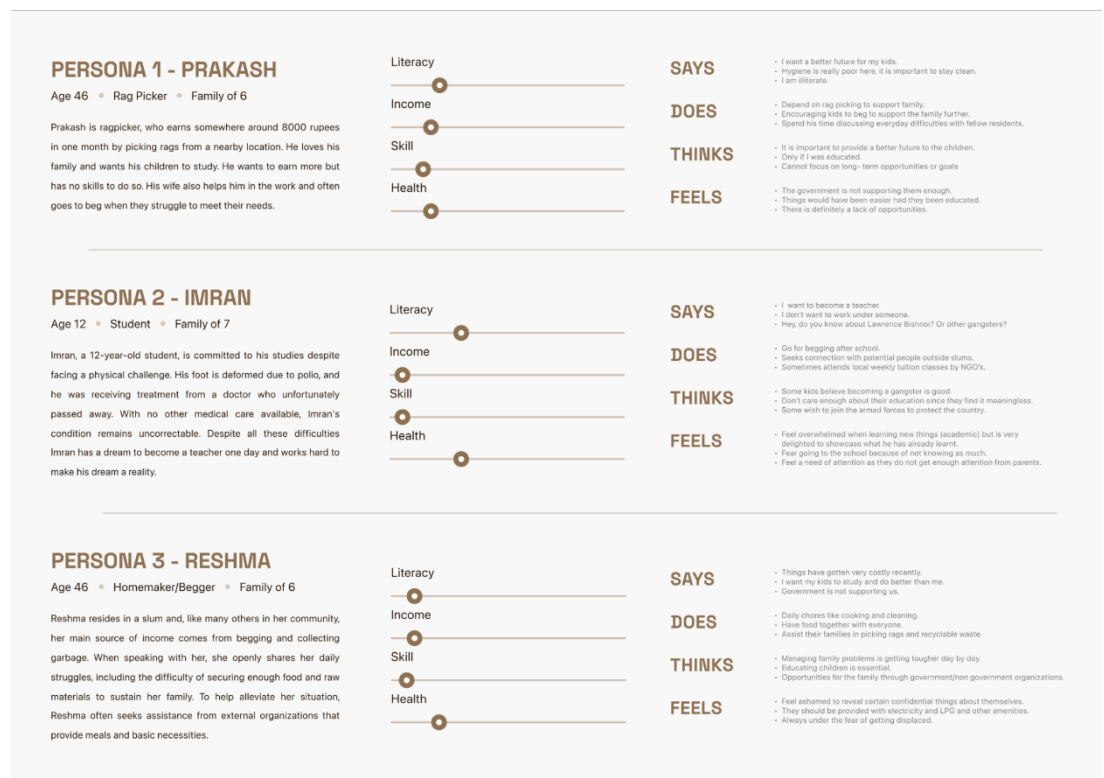 PERSONA 1 - PRAKASH
Age 46 • Rag Picker • Family of 6
Prakash is ragpicker, who earns somewhere around 8000 rupees
in one month by picking rags from a nearby location. He loves his
family and wants his children to study. He wants to earn more but
has no skills to do so. His wife also helps him in the work and often
goes to beg when they struggle to meet their needs.
Literacy
Income
Skill
Health
SAYS
• I want a better future for my kids.
• Hygiene is really poor here, it is important to stay clean.
• I am illiterate.
DOES
• Depend on rag picking to support family.
• Encouraging kids to beg to support the family further.
• Spend his time discussing everyday difficulties with fellow residents.
THINKS
• It is important to provide a better future to the children.
• Only if I was educated.
• Cannot focus on long- term opportunities or goals
FEELS
• The government is not supporting them enough.
• Things would have been easier had they been educated.
• There is definitely a lack of opportunities.
PERSONA 2 - IMRAN
Age 12 • Student • Family of 7
Imran, a 12-year-old student, is committed to his studies despite
facing a physical challenge. His foot is deformed due to polio, and
he was receiving treatment from a doctor who unfortunately
passed away. With no other medical care available, Imran's
condition remains uncorrectable. Despite all these difficulties
Imran has a dream to become a teacher one day and works hard to
make his dream a reality.
Literacy
Income
Skill
Health
SAYS
• I want to become a teacher.
• I don't want to work under someone.
• Hey, do you know about Lawrence Bishnoi? Or other gangsters?
DOES
• Go for begging after school.
• Seeks connection with potential people outside slums.
• Sometimes attends local weekly tuition classes by NGO's.
THINKS
• Some kids believe becoming a gangster is good.
• Don't care enough about their education since they find it meaningless.
• Some wish to join the armed forces to protect the country.
FEELS
• Feel overwhelmed when learning new things (academic) but is very
delighted to showcase what he has already learnt.
• Fear going to the school because of not knowing as much.
• Feel a need of attention as they do not get enough attention from parents.
PERSONA 3 - RESHMA
Age 46 • Homemaker/Begger • Family of 6
Reshma resides in a slum and, like many others in her community,
her main source of income comes from begging and collecting
garbage. When speaking with her, she openly shares her daily
struggles, including the difficulty of securing enough food and raw
materials to sustain her family. To help alleviate her situation,
Reshma often seeks assistance from external organizations that
provide meals and basic necessities.
Literacy
Income
Skill
Health
SAYS
• Things have gotten very costly recently.
• I want my kids to study and do better than me.
• Government is not supporting us.
DOES
• Daily chores like cooking and cleaning.
• Have food together with everyone.
• Assist their families in picking rags and recyclable waste.
THINKS
• Managing family problems is getting tougher day by day.
• Educating children is essential.
• Opportunities for the family through government/non government organizations.
FEELS
• Feel ashamed to reveal certain confidential things about themselves.
• They should be provided with electricity and LPG and other amenities.
• Always under the fear of getting displaced.